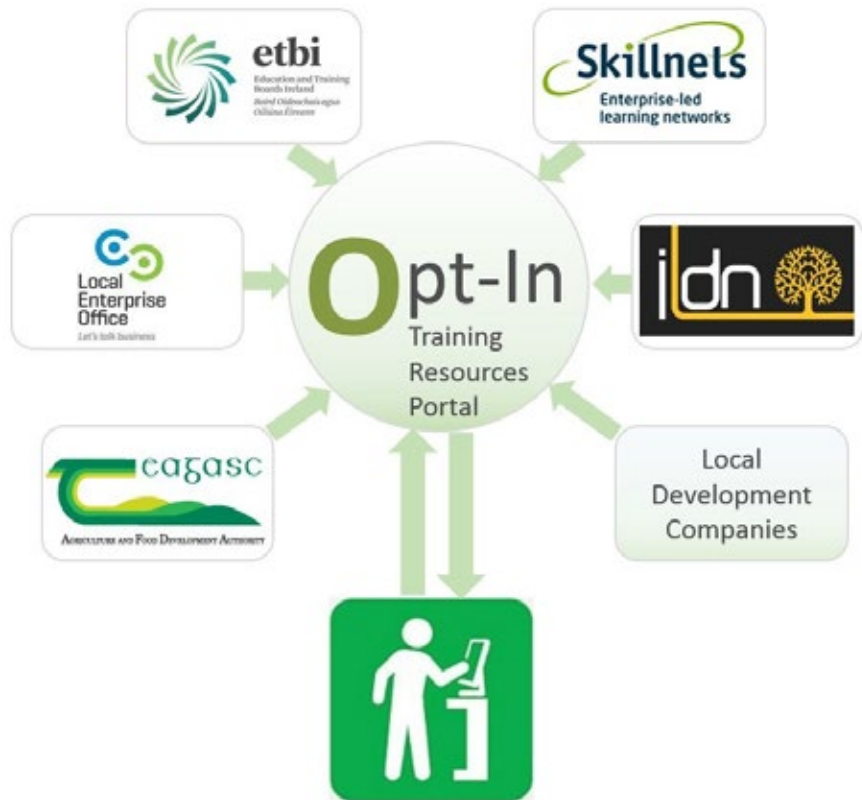 etbi
Education and Training
Boards Ireland
Boird Oideachais agus
Oiliúna Éireann
Skillnets
Enterprise-led
learning networks
Local
Enterprise
Office
Let's talk business
Opt-In
Training
Resources
Portal
ildn
teagasc
AGRICULTURE AND FOOD DEVELOPMENT AUTHORITY
Local
Development
Companies